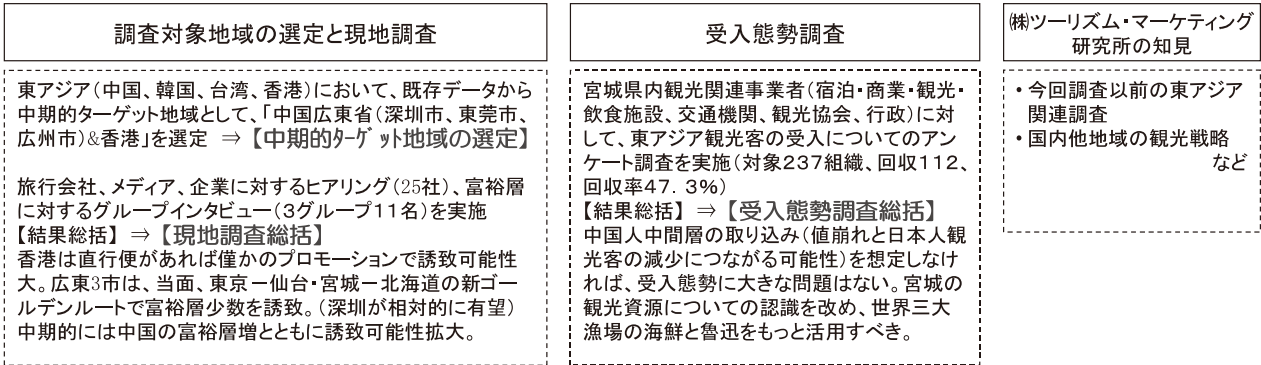 調査対象地域の選定と現地調査
東アジア(中国、韓国、台湾、香港)において、既存データから
中期的ターゲット地域として、「中国広東省(深圳市、東莞市、
広州市)&香港」を選定 ⇒【中期的ターゲット地域の選定】
旅行会社、メディア、企業に対するヒアリング(25社)、富裕層
に対するグループインタビュー(3グループ11名)を実施
【結果総括】 ⇒【現地調査総括】
香港は直行便があれば僅かのプロモーションで誘致可能性
大。広東3市は、当面、東京-仙台・宮城-北海道の新ゴー
ルデンルートで富裕層少数を誘致。(深圳が相対的に有望)
中期的には中国の富裕層増とともに誘致可能性拡大。
受入態勢調査
宮城県内観光関連事業者(宿泊・商業・観光・
飲食施設、交通機関、観光協会、行政)に対
して、東アジア観光客の受入についてのアン
ケート調査を実施(対象237組織、回収112、
回収率47.3%)
【結果総括】 ⇒【受入態勢調査総括】
中国人中間層の取り込み(値崩れと日本人観
光客の減少につながる可能性)を想定しなけ
れば、受入態勢に大きな問題はない。宮城の
観光資源についての認識を改め、世界三大
漁場の海鮮と魯迅をもっと活用すべき。
㈱ツーリズム・マーケティング
研究所の知見
・今回調査以前の東アジア
関連調査
・国内他地域の観光戦略
など